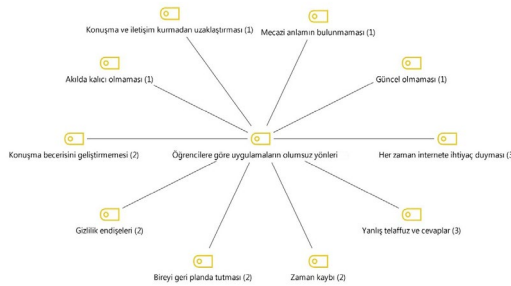 Konuşma ve iletişim kurmadan uzaklaştırması (1)
Mecazi anlamın bulunmaması (1)
Akılda kalıcı olmaması (1)
Güncel olmaması (1)
Konuşma becerisini geliştirmemesi (2)
Öğrencilere göre uygulamaların olumsuz yönleri
Her zaman internete ihtiyaç duyması (3
Gizlilik endişeleri (2)
Yanlış telaffuz ve cevaplar (3)
Bireyi geri planda tutması (2)
Zaman kaybı (2)